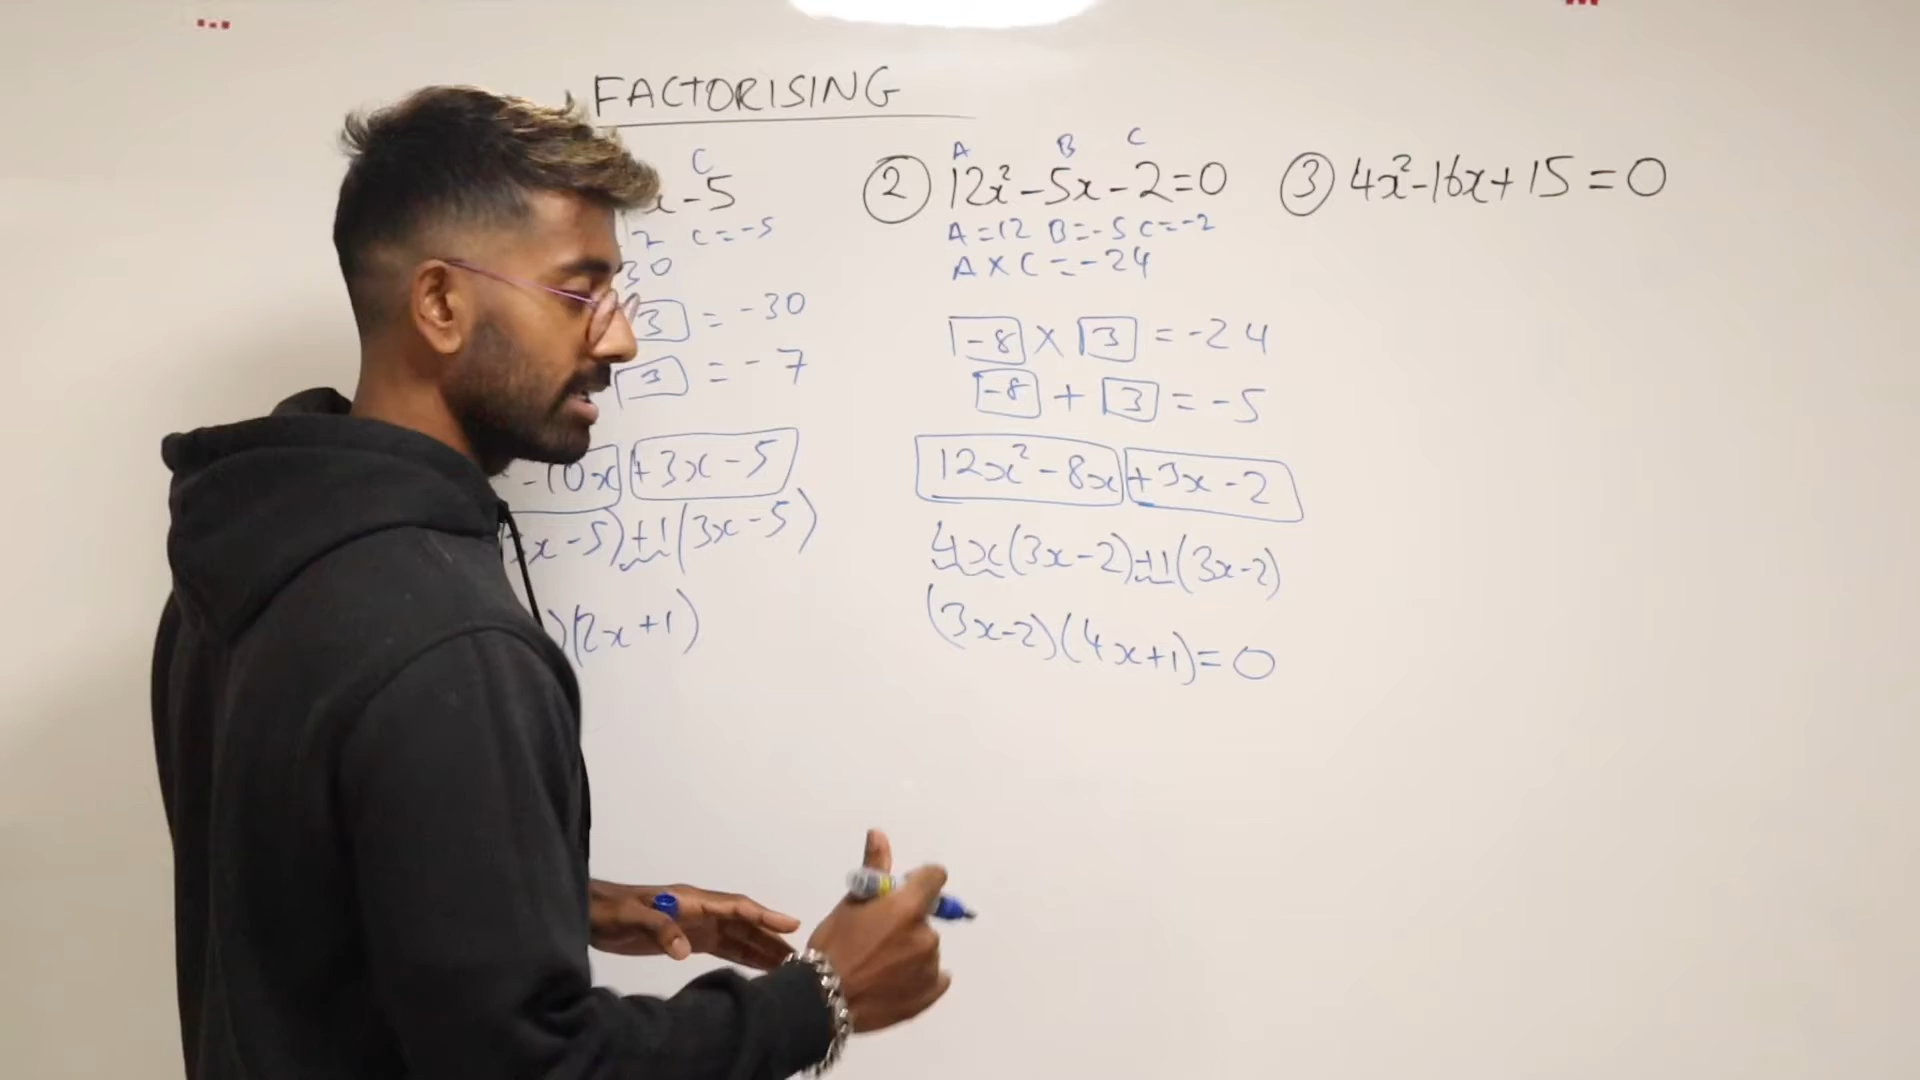 FACTORISING
C
x-5
2 C=-5
30
3 = -30
3 = -7
-10x +3x-5
x-5)+1(3x-5)
)(2x+1)
A B C
② 12x²-5x-2=0
A=12 B=-5 C=-2
A×C=-24
-8 × 3 = -24
-8 + 3 = -5
12x²-8x +3x-2
4x(3x-2)+1(3x-2)
(3x-2)(4x+1)=0
③ 4x²-16x+15=0